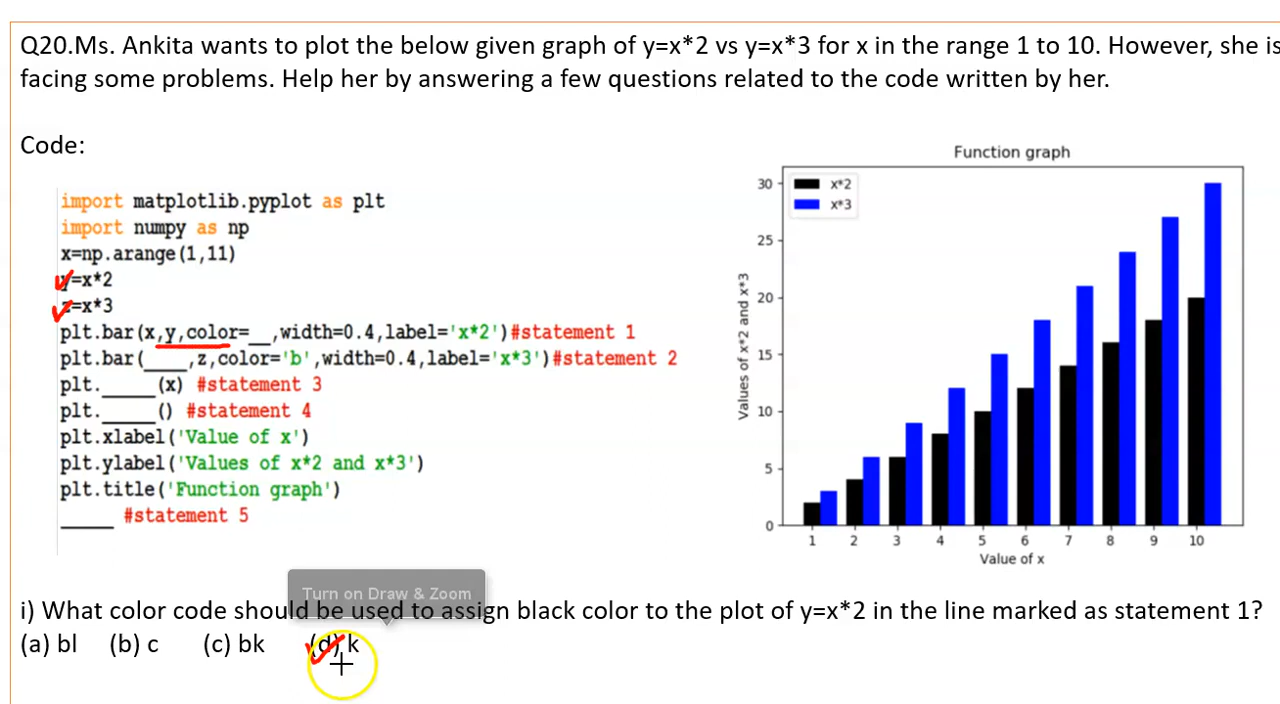 Q20.Ms. Ankita wants to plot the below given graph of y=x*2 vs y=x*3 for x in the range 1 to 10. However, she is
facing some problems. Help her by answering a few questions related to the code written by her.
Code:
import matplotlib.pyplot as plt
import numpy as np
x=np.arange(1,11)
y=x*2
z=x*3
plt.bar(x,y,color=__,width=0.4,label='x*2')#statement 1
plt.bar(____,z,color='b',width=0.4,label='x*3')#statement 2
plt._____(x) #statement 3
plt._____() #statement 4
plt.xlabel('Value of x')
plt.ylabel('Values of x*2 and x*3')
plt.title('Function graph')
_____ #statement 5
Function graph
x*2
x*3
30
25
20
15
10
5
0
Values of x*2 and x*3
1 2 3 4 5 6 7 8 9 10
Value of x
Turn on Draw & Zoom
i) What color code should be used to assign black color to the plot of y=x*2 in the line marked as statement 1?
(a) bl (b) c (c) bk (d) k